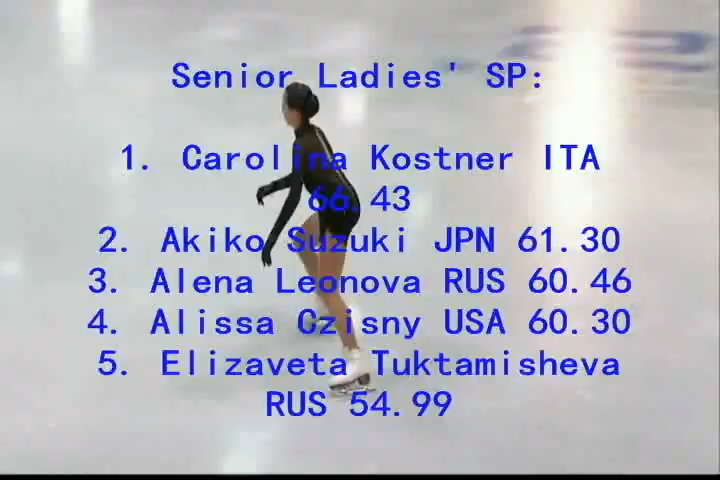 Senior Ladies' SP:
1. Carolina Kostner ITA
66.43
2. Akiko Suzuki JPN 61.30
3. Alena Leonova RUS 60.46
4. Alissa Czisny USA 60.30
5. Elizaveta Tuktamisheva
RUS 54.99